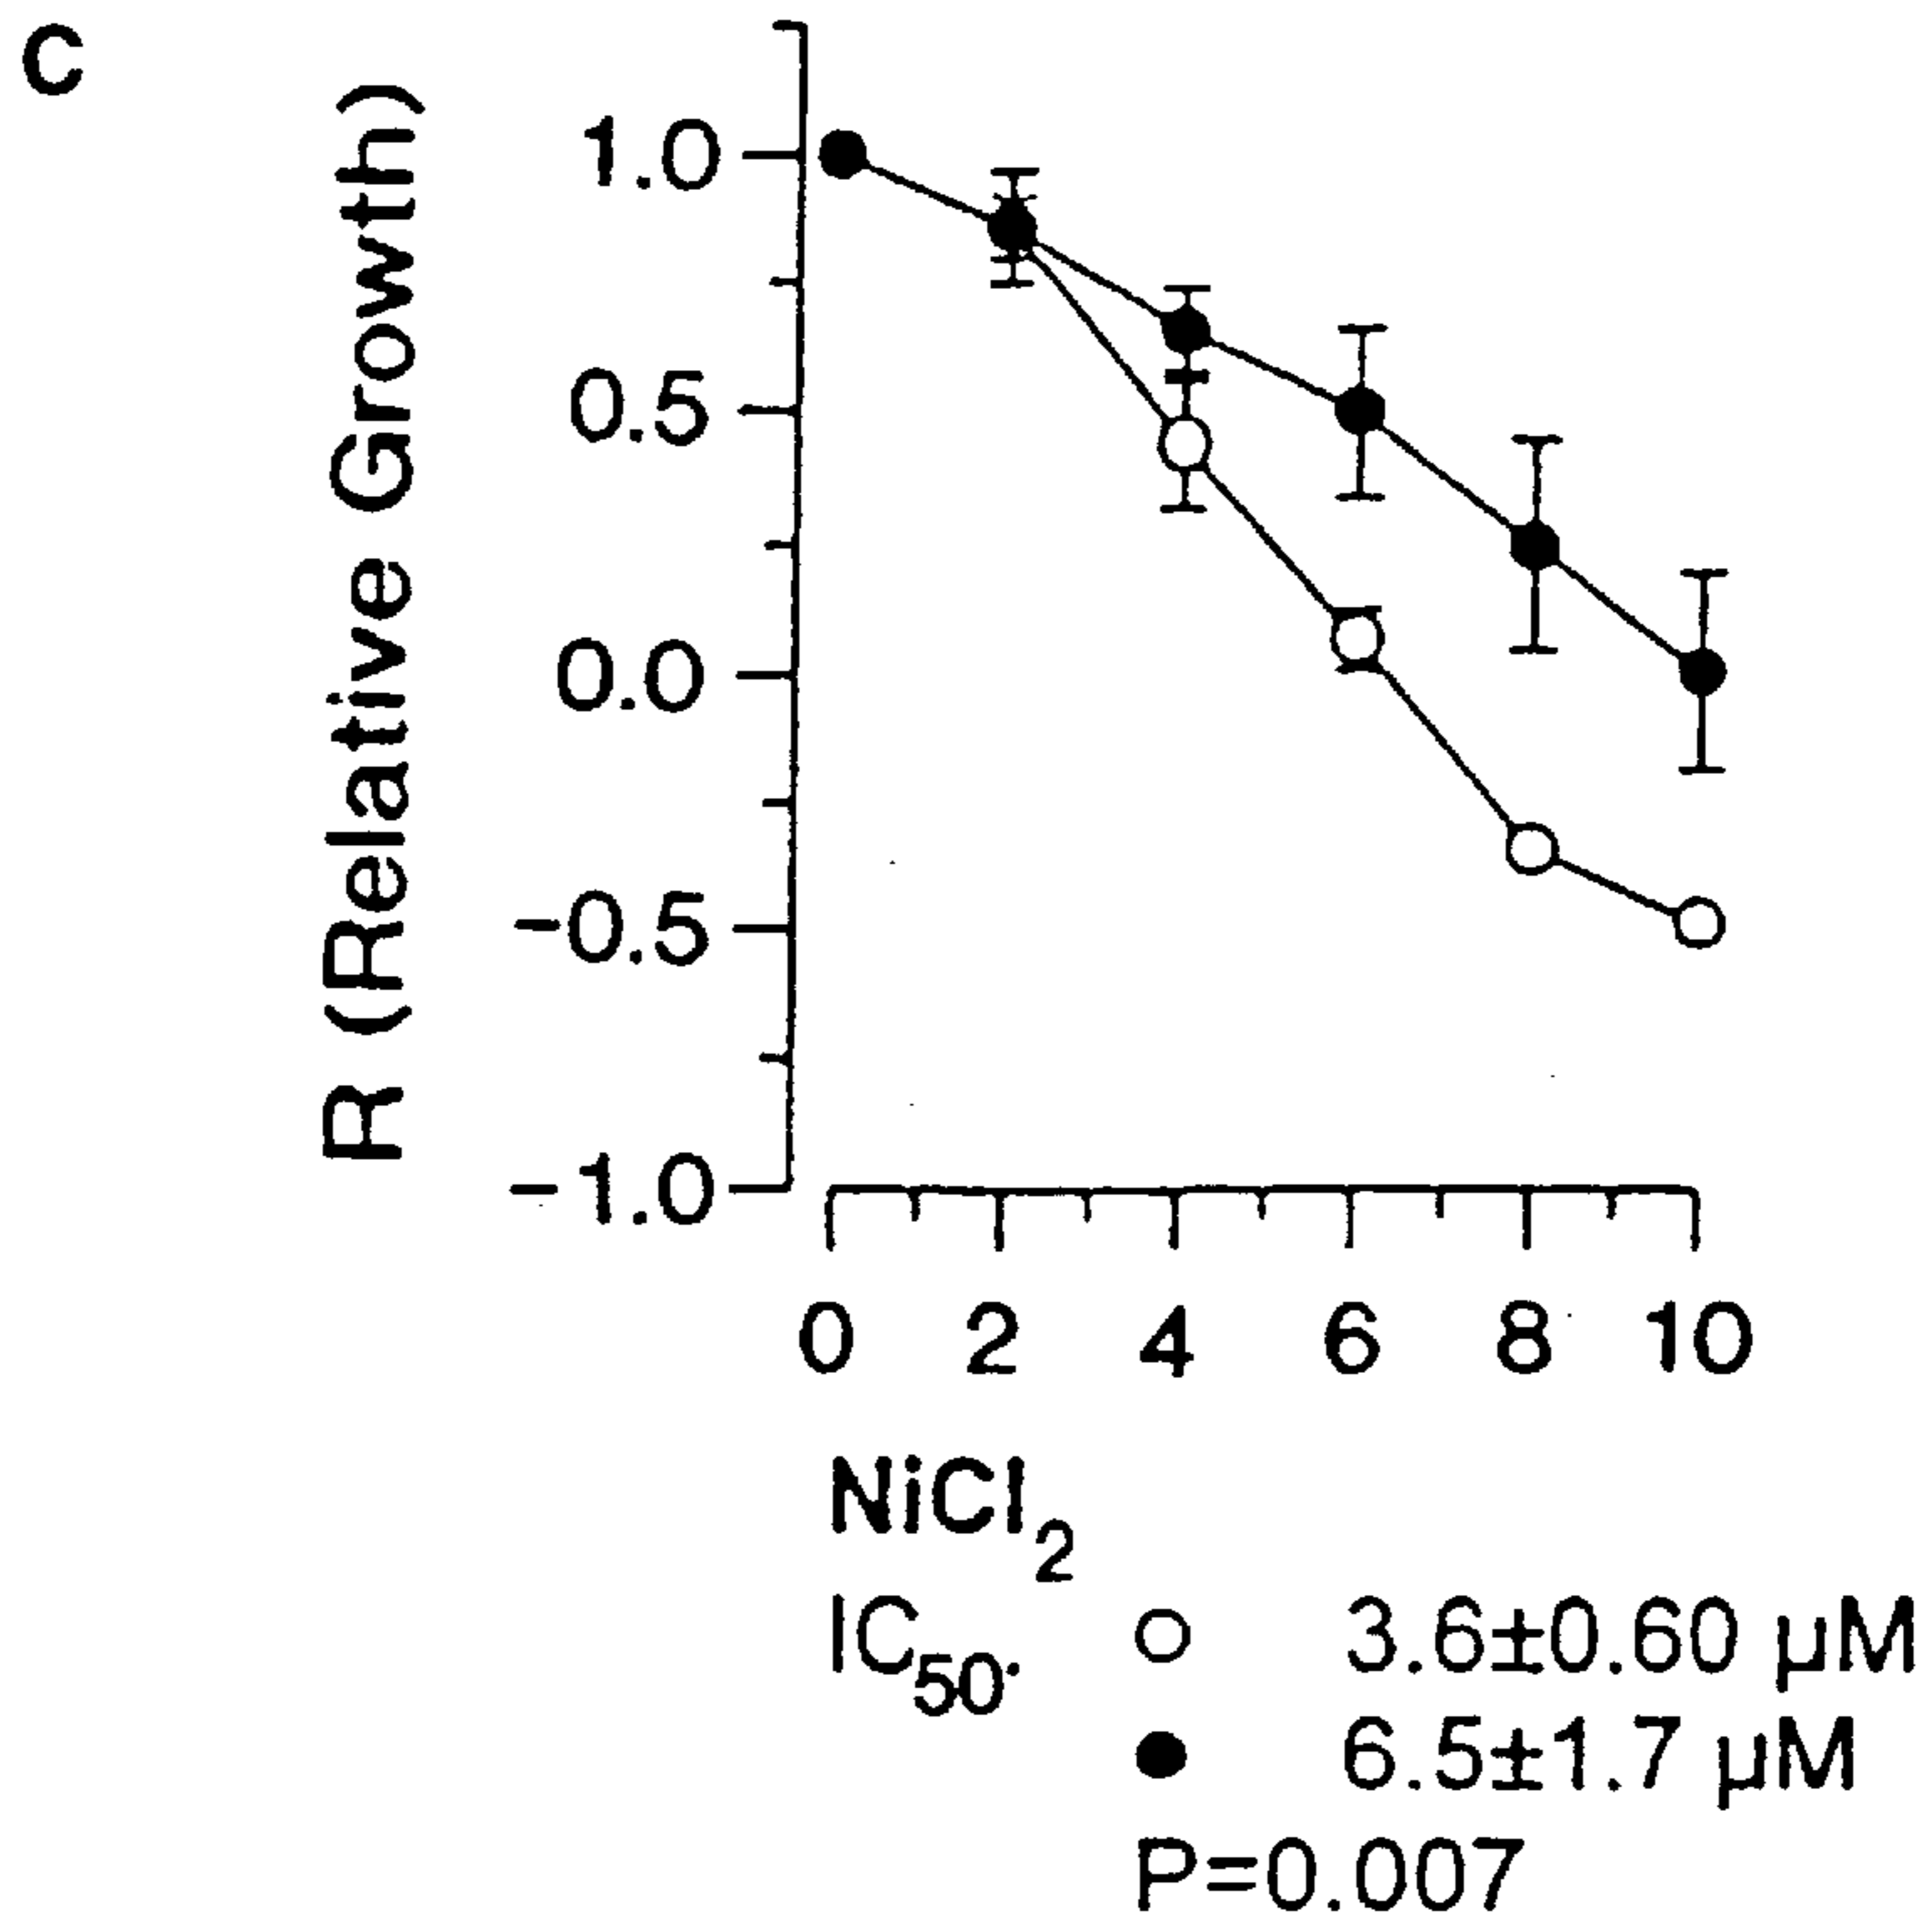 C
R (Relative Growth)
1.0
0.5
0.0
-0.5
-1.0
0 2 4 6 8 10
NiCl2
IC50. 3.6±0.60 µM
6.5±1.7 µM
P=0.007